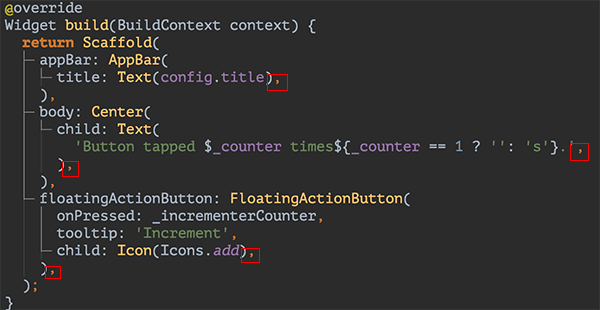 @override
Widget build(BuildContext context) {
return Scaffold(
appBar: AppBar(
title: Text(config.title),
),
body: Center(
child: Text(
'Button tapped $_counter times${_counter == 1 ? '': 's'}.',
),
),
floatingActionButton: FloatingActionButton(
onPressed: _incrementerCounter,
tooltip: 'Increment',
child: Icon(Icons.add),
),
);
}